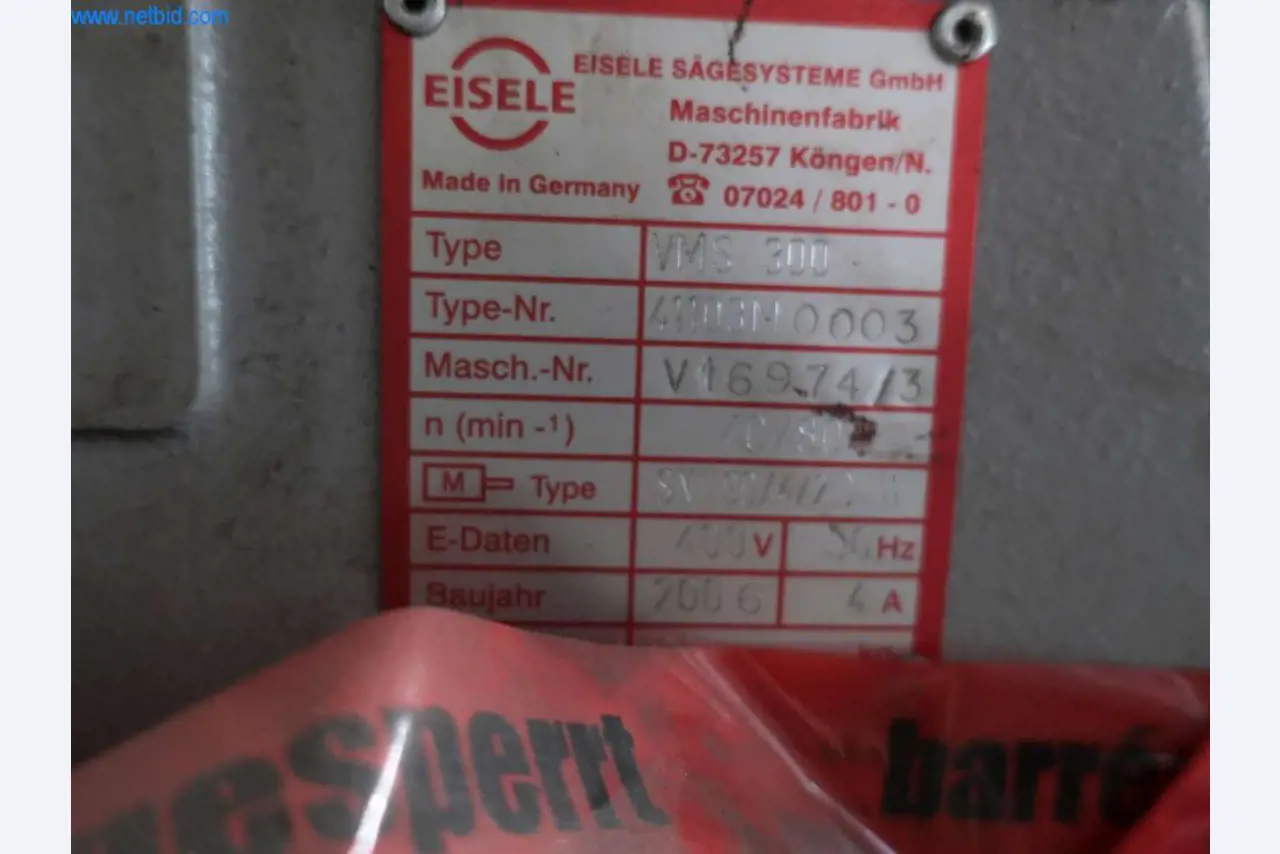 www.netbid.com
EISELE
EISELE SÄGESYSTEME GmbH
Maschinenfabrik
D-73257 Köngen/N.
Made in Germany ☎ 07024 / 801 - 0
Type VMS 300
Type-Nr. 0003
Masch.-Nr. V16974/3
n (min -1)
M Type
E-Daten 400 V Hz
Baujahr 2006 4 A
gesperrt barré